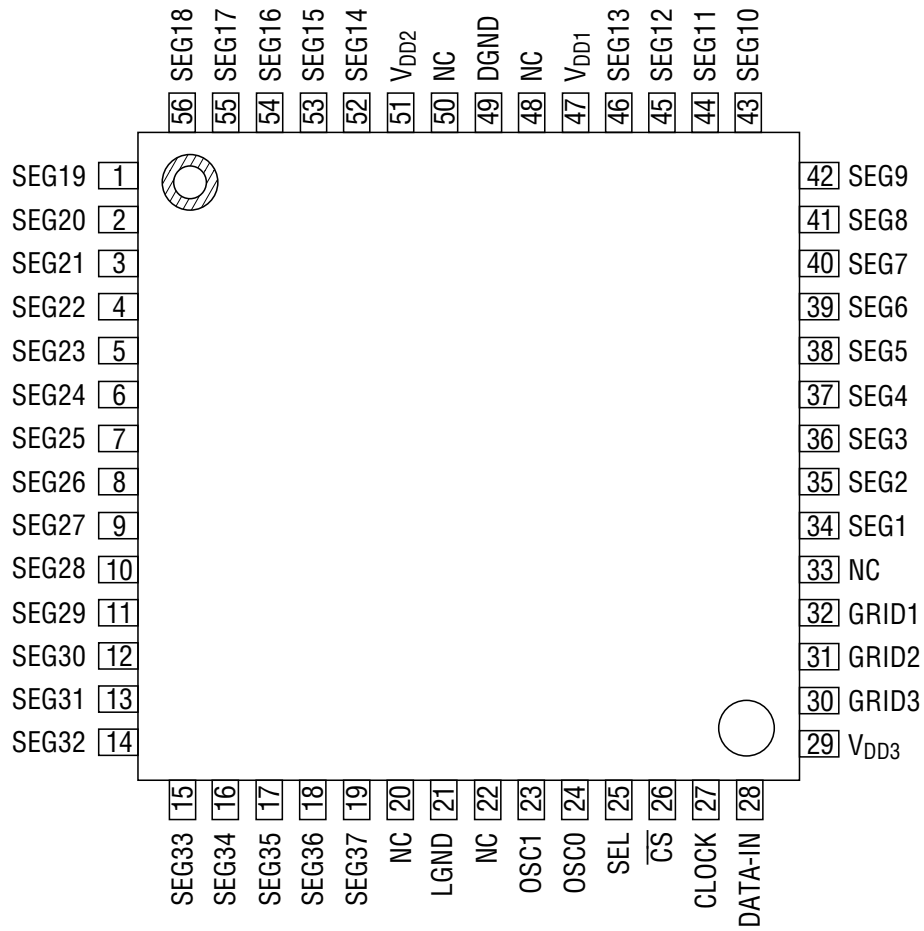 SEG18 SEG17 SEG16 SEG15 SEG14 VDD2 NC DGND NC VDD1 SEG13 SEG12 SEG11 SEG10
56 55 54 53 52 51 50 49 48 47 46 45 44 43
SEG19 1 42 SEG9
SEG20 2 41 SEG8
SEG21 3 40 SEG7
SEG22 4 39 SEG6
SEG23 5 38 SEG5
SEG24 6 37 SEG4
SEG25 7 36 SEG3
SEG26 8 35 SEG2
SEG27 9 34 SEG1
SEG28 10 33 NC
SEG29 11 32 GRID1
SEG30 12 31 GRID2
SEG31 13 30 GRID3
SEG32 14 29 VDD3
15 16 17 18 19 20 21 22 23 24 25 26 27 28
SEG33 SEG34 SEG35 SEG36 SEG37 NC LGND NC OSC1 OSC0 SEL CS CLOCK DATA-IN